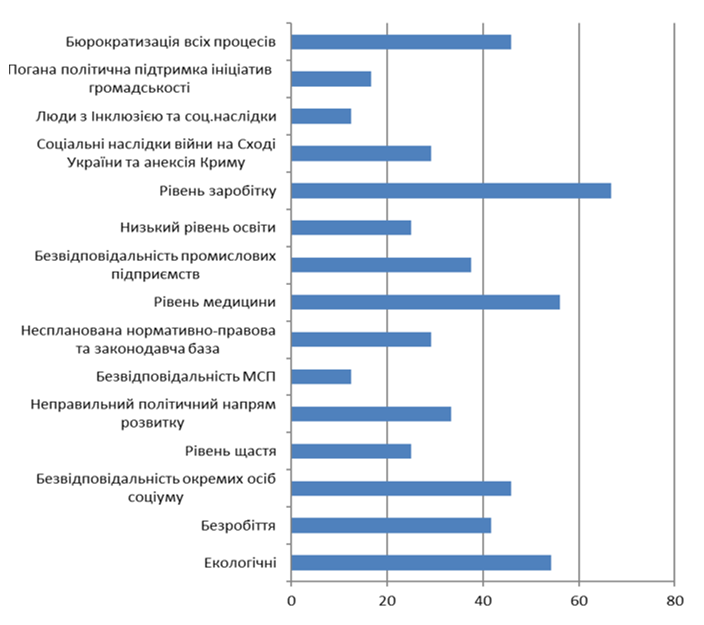 Бюрократизація всіх процесів
Погана політична підтримка ініціатив
громадськості
Люди з Інклюзією та соц.наслідки
Соціальні наслідки війни на Сході
України та анексія Криму
Рівень заробітку
Низький рівень освіти
Безвідповідальність промислових
підприємств
Рівень медицини
Неспланована нормативно-правова
та законодавча база
Безвідповідальність МСП
Неправильний політичний напрям
розвитку
Рівень щастя
Безвідповідальність окремих осіб
соціуму
Безробіття
Екологічні
0 20 40 60 80